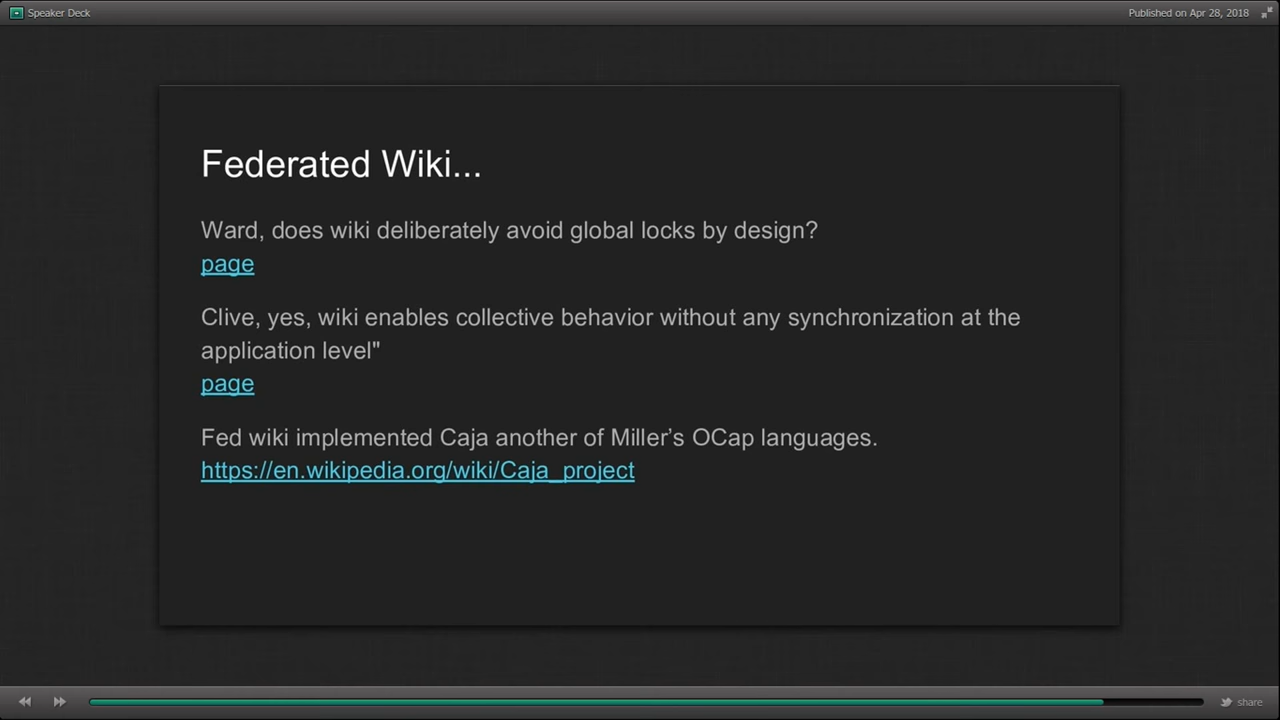 Speaker Deck
Published on Apr 28, 2018
Federated Wiki...
Ward, does wiki deliberately avoid global locks by design?
page
Clive, yes, wiki enables collective behavior without any synchronization at the
application level"
page
Fed wiki implemented Caja another of Miller’s OCap languages.
https://en.wikipedia.org/wiki/Caja_project
share